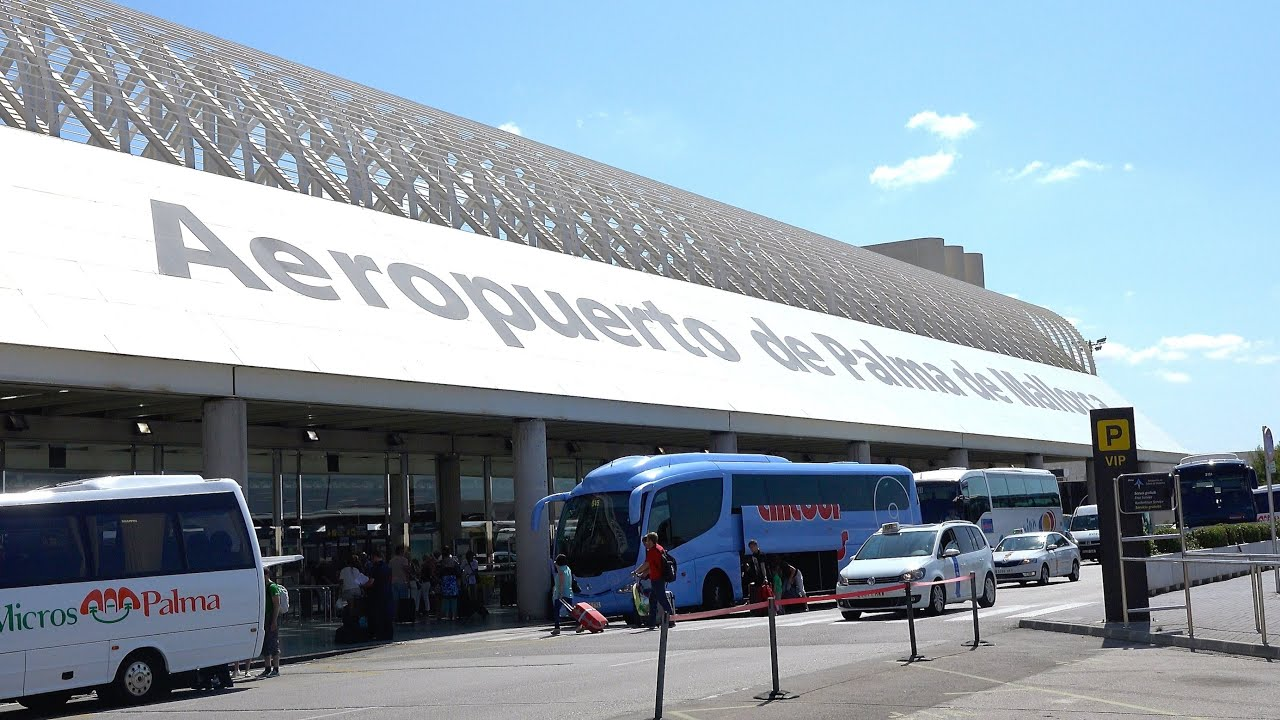 Aeropuerto de Palma de Mallorca
P
VIP
Micros Palma